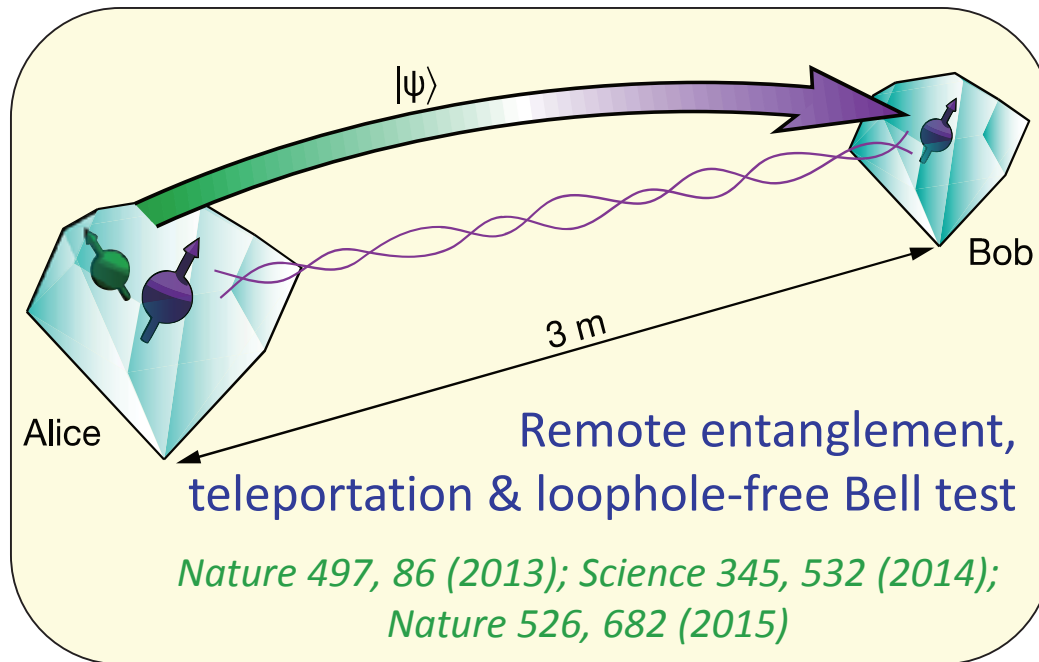 |ψ⟩
Bob
3 m
Alice
Remote entanglement,
teleportation & loophole-free Bell test
Nature 497, 86 (2013); Science 345, 532 (2014);
Nature 526, 682 (2015)